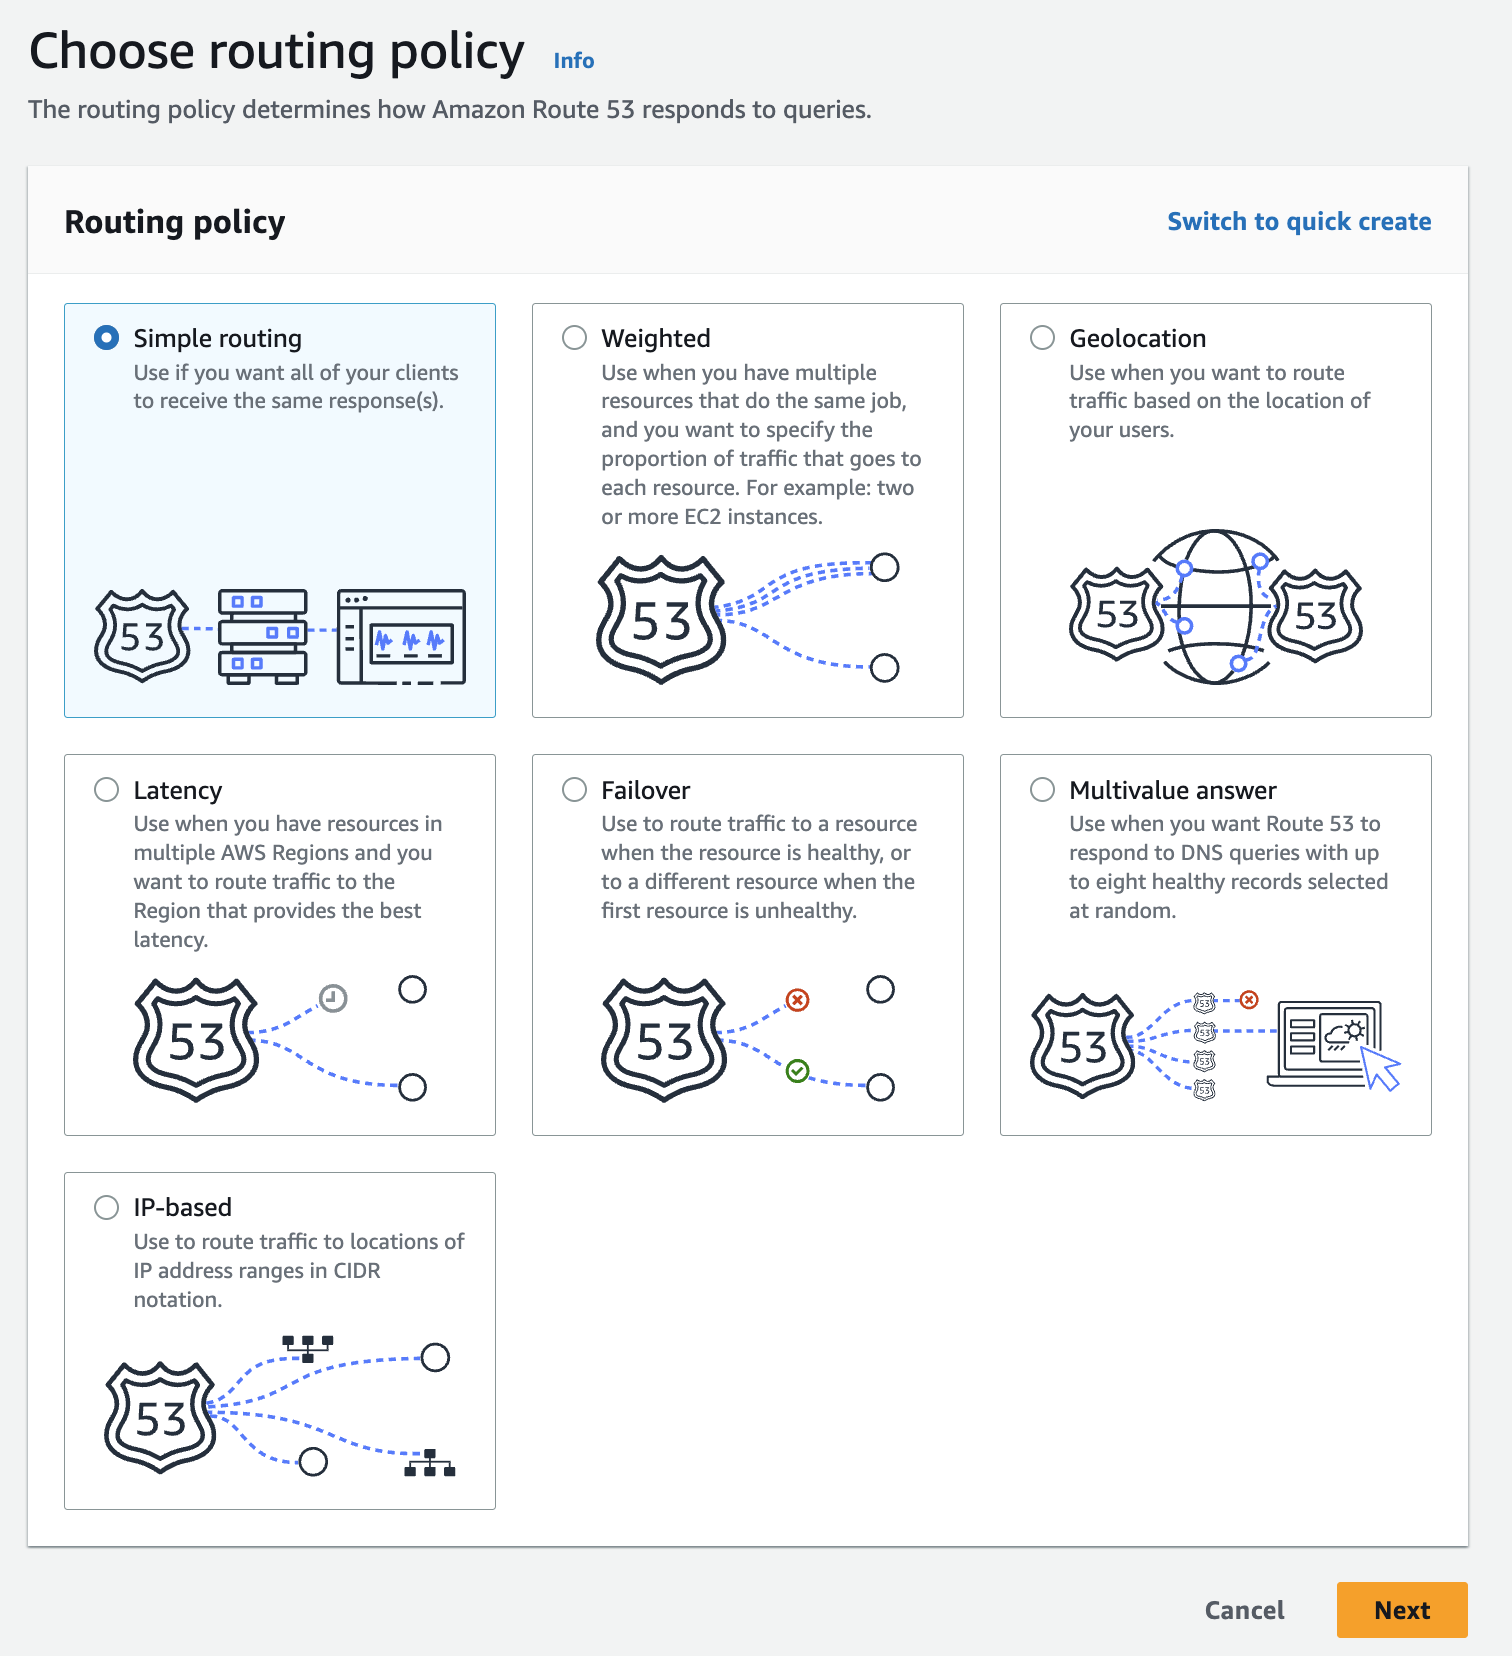 Choose routing policy Info
The routing policy determines how Amazon Route 53 responds to queries.
Routing policy
Switch to quick create
Simple routing
Use if you want all of your clients
to receive the same response(s).
53
Weighted
Use when you have multiple
resources that do the same job,
and you want to specify the
proportion of traffic that goes to
each resource. For example: two
or more EC2 instances.
53
Geolocation
Use when you want to route
traffic based on the location of
your users.
53
53
Latency
Use when you have resources in
multiple AWS Regions and you
want to route traffic to the
Region that provides the best
latency.
53
Failover
Use to route traffic to a resource
when the resource is healthy, or
to a different resource when the
first resource is unhealthy.
53
Multivalue answer
Use when you want Route 53 to
respond to DNS queries with up
to eight healthy records selected
at random.
53
53
53
53
53
IP-based
Use to route traffic to locations of
IP address ranges in CIDR
notation.
53
Cancel
Next